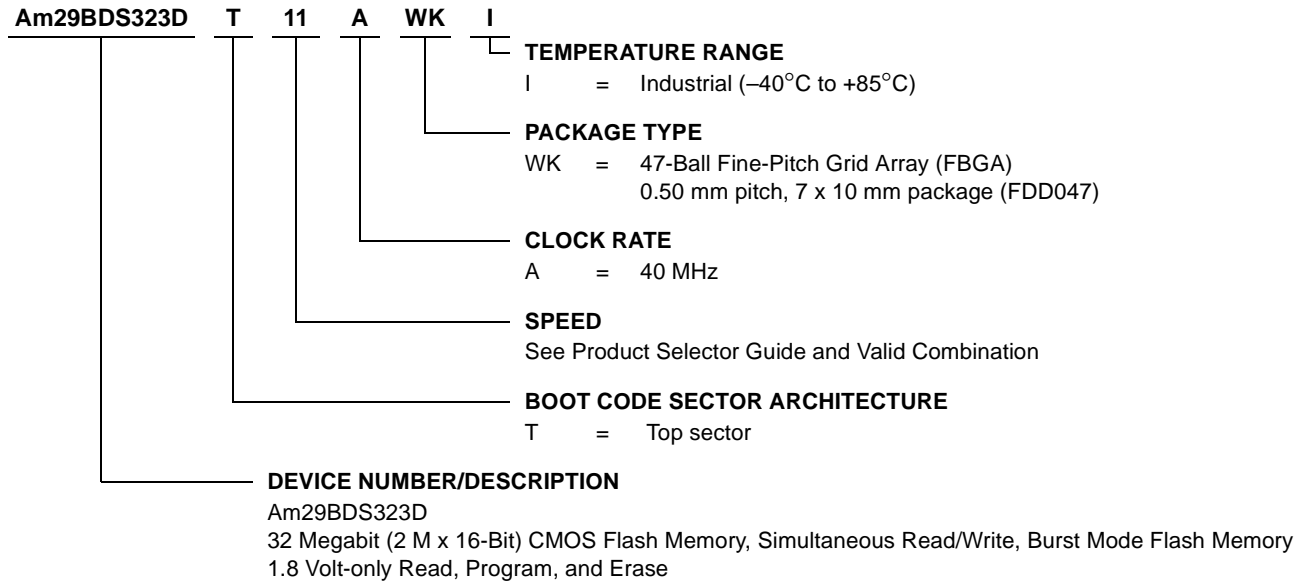 Am29BDS323D T 11 A WK I
TEMPERATURE RANGE
I = Industrial (–40°C to +85°C)
PACKAGE TYPE
WK = 47-Ball Fine-Pitch Grid Array (FBGA)
0.50 mm pitch, 7 x 10 mm package (FDD047)
CLOCK RATE
A = 40 MHz
SPEED
See Product Selector Guide and Valid Combination
BOOT CODE SECTOR ARCHITECTURE
T = Top sector
DEVICE NUMBER/DESCRIPTION
Am29BDS323D
32 Megabit (2 M x 16-Bit) CMOS Flash Memory, Simultaneous Read/Write, Burst Mode Flash Memory
1.8 Volt-only Read, Program, and Erase